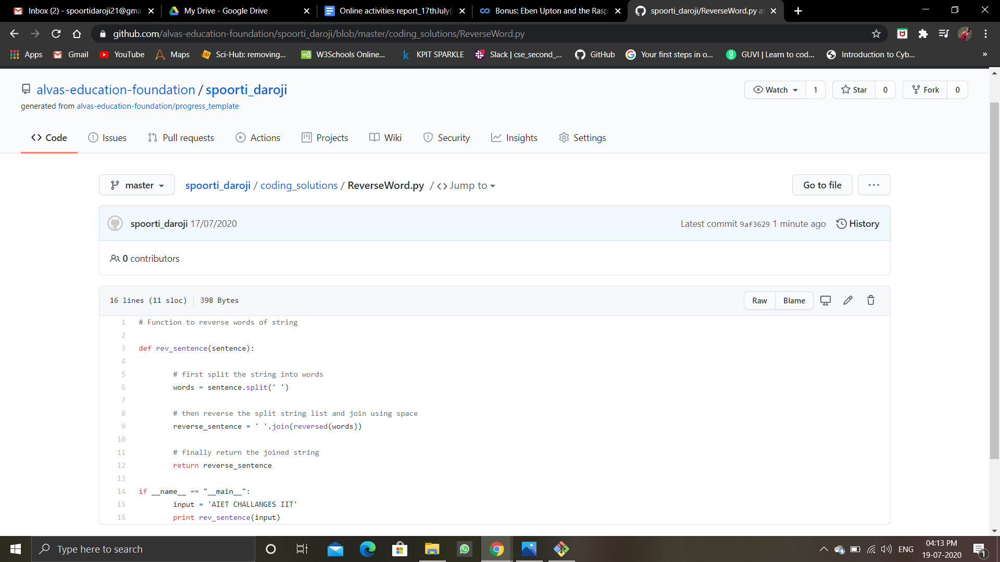 Inbox (2) - spoortidaroji21@gma
My Drive - Google Drive
Online activities report_17thJuly(
Bonus: Eben Upton and the Rasp
spoorti_daroji/ReverseWord.py a
github.com/alvas-education-foundation/spoorti_daroji/blob/master/coding_solutions/ReverseWord.py
Apps Gmail YouTube Maps Sci-Hub: removing... W3Schools Online... KPIT SPARKLE Slack | cse_second_... GitHub Your first steps in o... GUVI | Learn to cod... Introduction to Cyb... »
alvas-education-foundation / spoorti_daroji
Watch 1 Star 0 Fork 0
generated from alvas-education-foundation/progress_template
Code Issues Pull requests Actions Projects Wiki Security Insights Settings
master spoorti_daroji / coding_solutions / ReverseWord.py / <> Jump to
Go to file ...
spoorti_daroji 17/07/2020
Latest commit 9af3629 1 minute ago History
0 contributors
16 lines (11 sloc) 398 Bytes
Raw Blame
1 # Function to reverse words of string
2
3 def rev_sentence(sentence):
4
5 # first split the string into words
6 words = sentence.split(' ')
7
8 # then reverse the split string list and join using space
9 reverse_sentence = ' '.join(reversed(words))
10
11 # finally return the joined string
12 return reverse_sentence
13
14 if __name__ == "__main__":
15 input = 'AIET CHALLANGES IIT'
16 print rev_sentence(input)
Type here to search
ENG
04:13 PM
19-07-2020
1